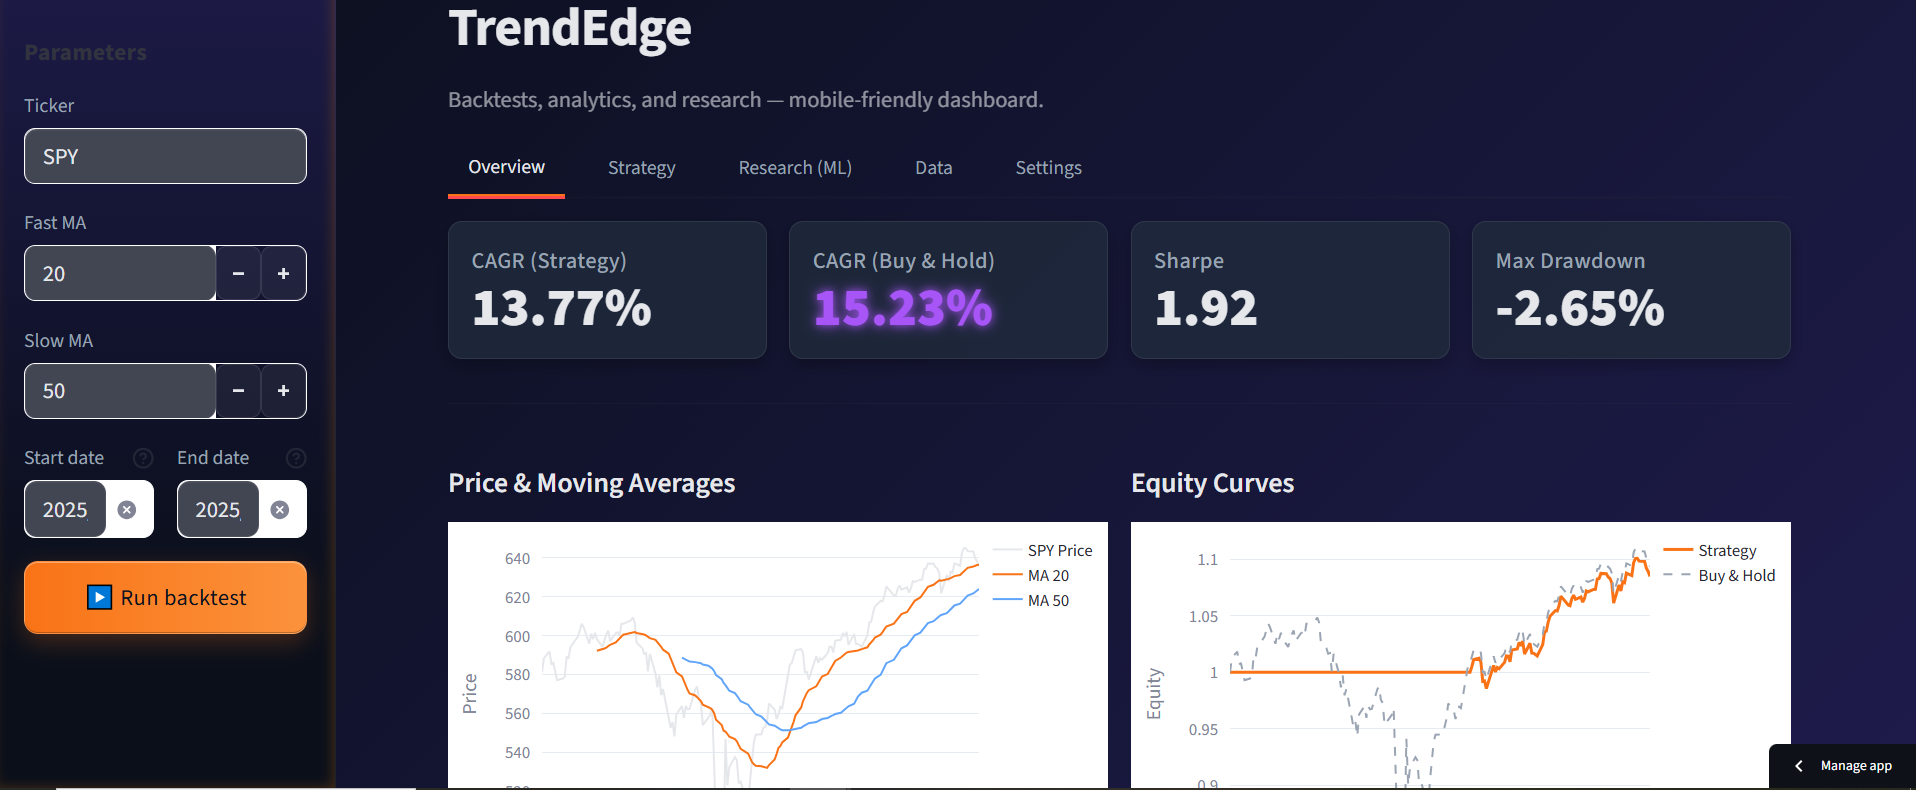 Parameters
Ticker
SPY
Fast MA
20
Slow MA
50
Start date
End date
2025
2025
Run backtest
TrendEdge
Backtests, analytics, and research — mobile-friendly dashboard.
Overview
Strategy
Research (ML)
Data
Settings
CAGR (Strategy)
13.77%
CAGR (Buy & Hold)
15.23%
Sharpe
1.92
Max Drawdown
-2.65%
Price & Moving Averages
640
620
600
580
560
540
Price
SPY Price
MA 20
MA 50
Equity Curves
1.1
1.05
1
0.95
0.9
Equity
Strategy
Buy & Hold
Manage app